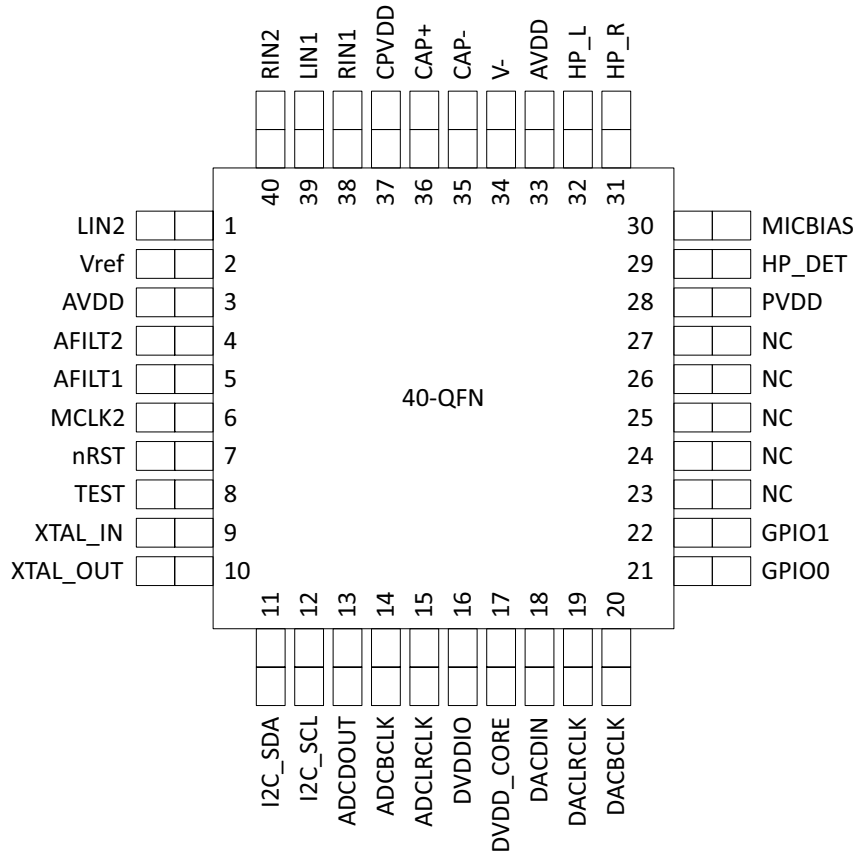 RIN2
LIN1
RIN1
CPVDD
CAP+
CAP-
V-
AVDD
HP_L
HP_R
40
39
38
37
36
35
34
33
32
31
LIN2 1
Vref 2
AVDD 3
AFILT2 4
AFILT1 5
MCLK2 6
nRST 7
TEST 8
XTAL_IN 9
XTAL_OUT 10
40-QFN
30 MICBIAS
29 HP_DET
28 PVDD
27 NC
26 NC
25 NC
24 NC
23 NC
22 GPIO1
21 GPIO0
11
12
13
14
15
16
17
18
19
20
I2C_SDA
I2C_SCL
ADCDOUT
ADCBCLK
ADCLRCLK
DVDDIO
DVDD_CORE
DACDIN
DACLRCLK
DACBCLK